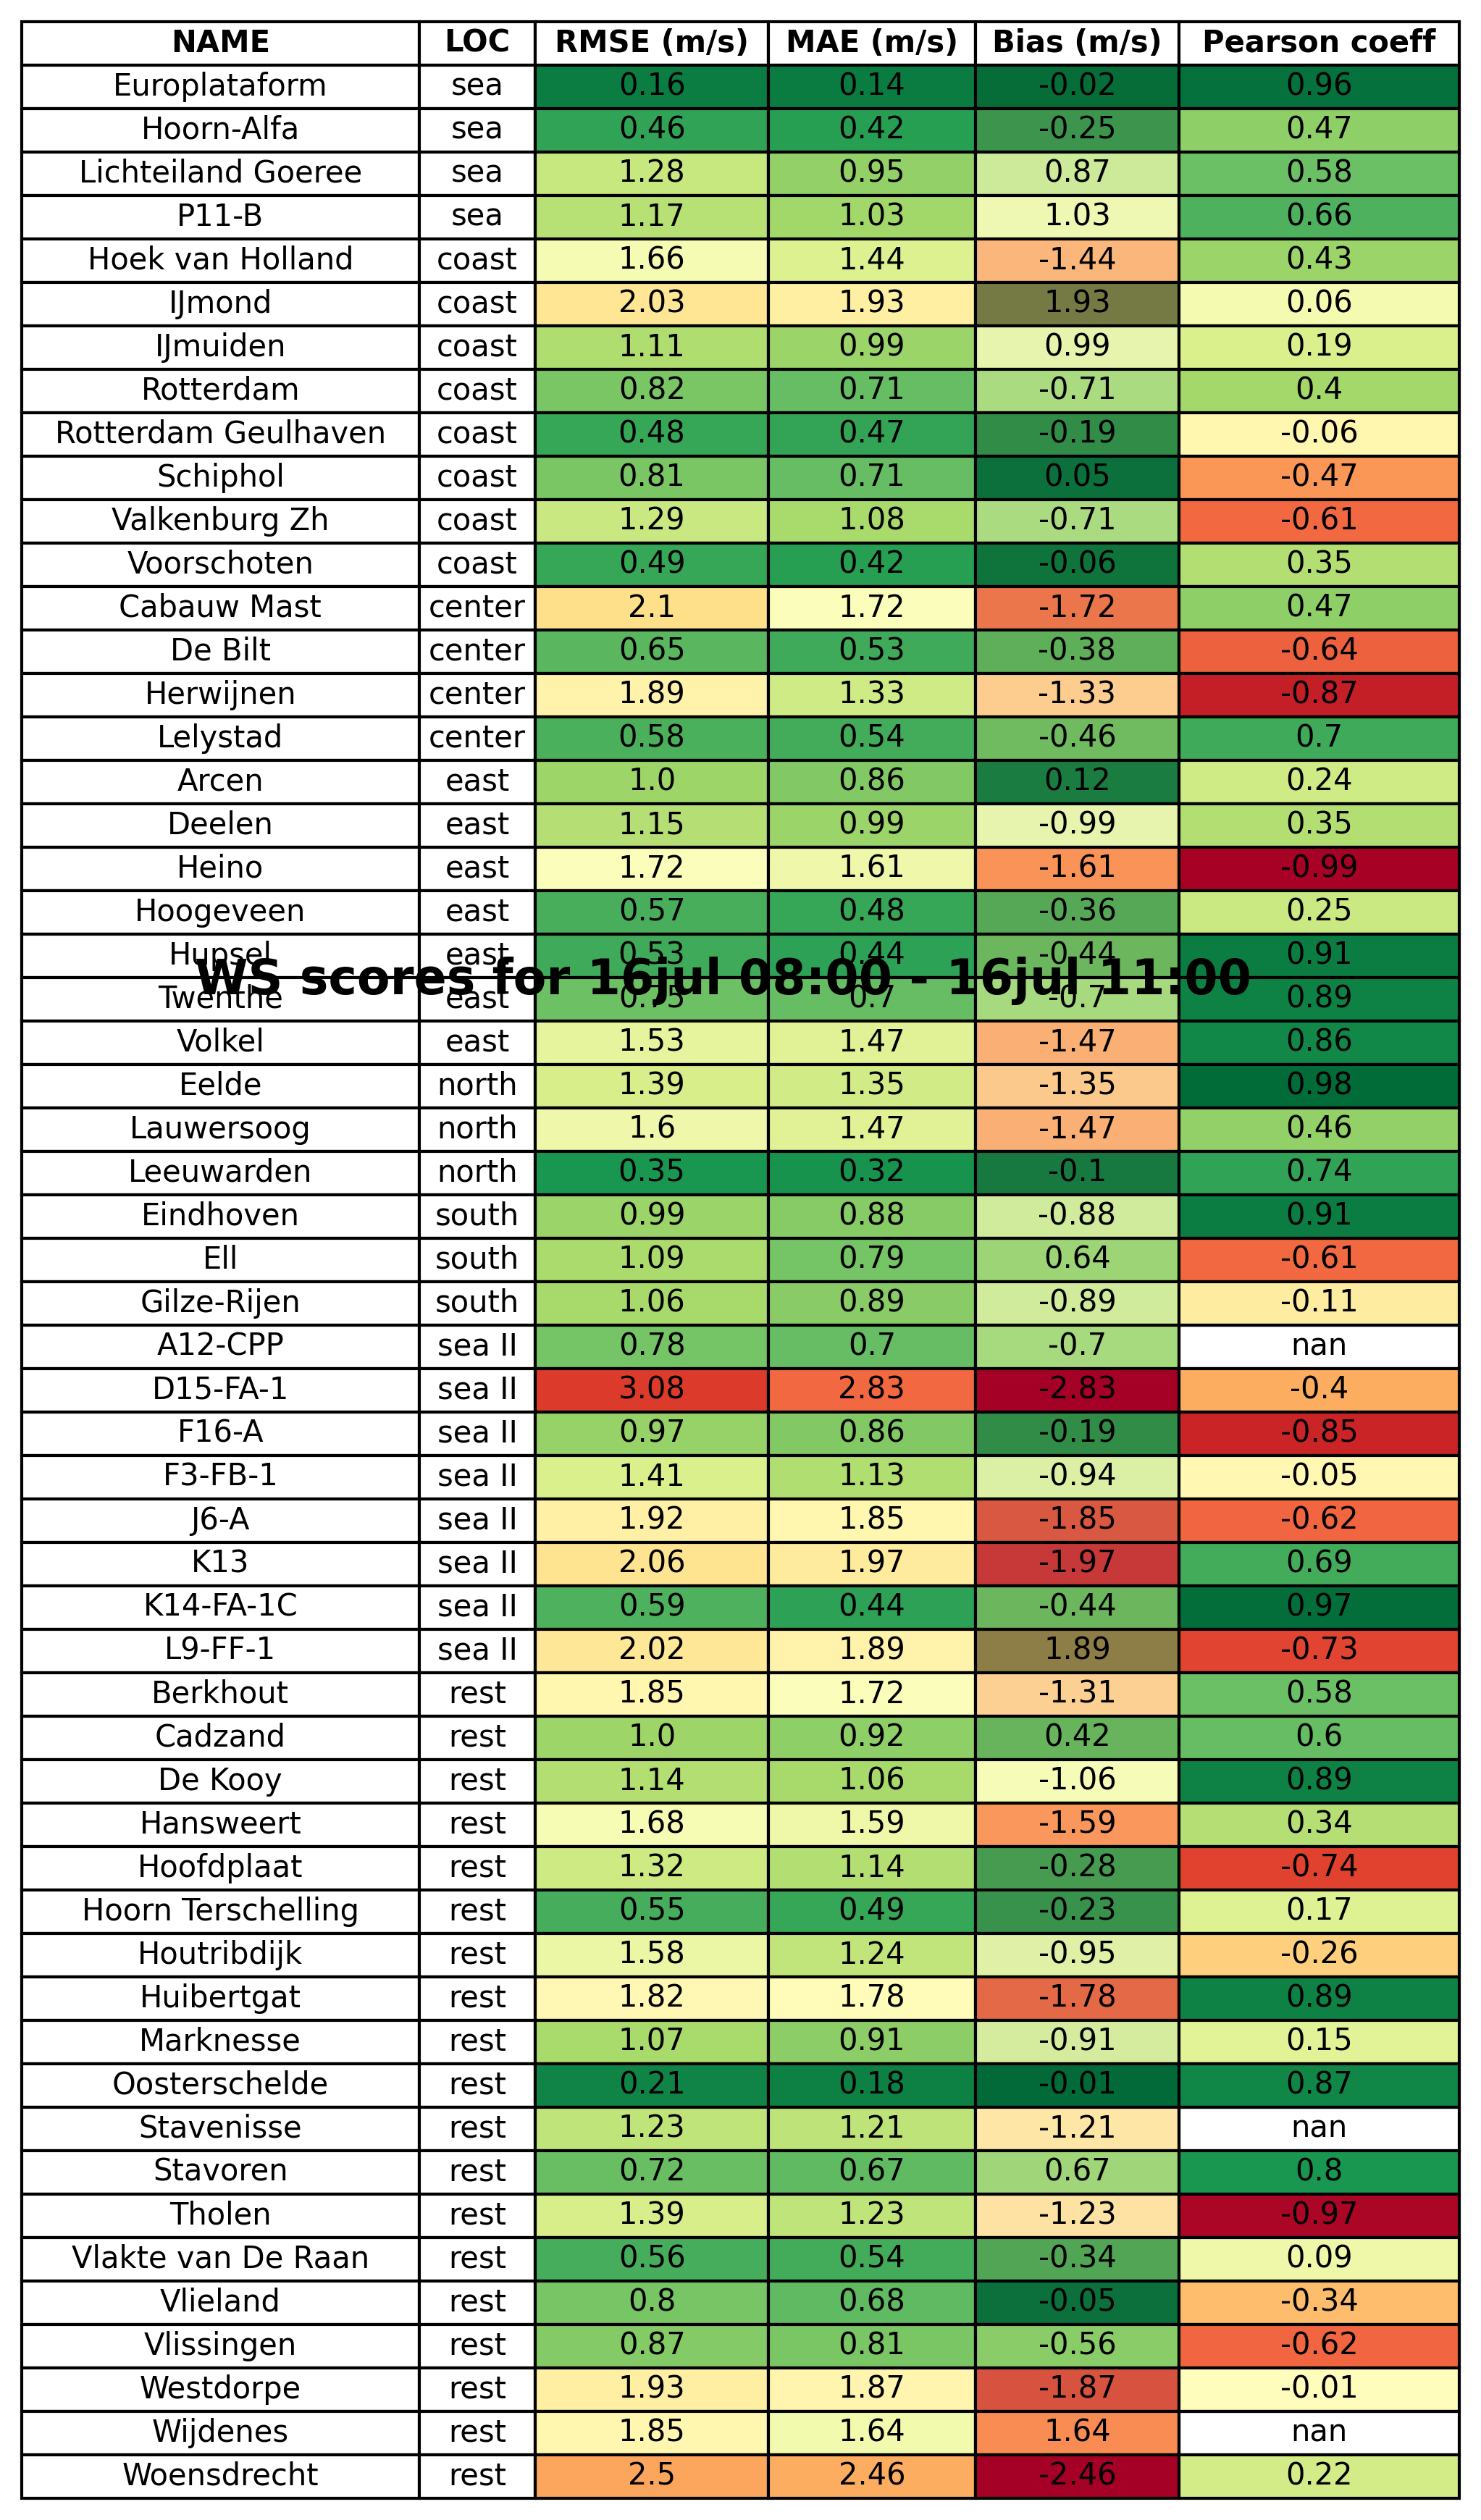 NAME LOC RMSE (m/s) MAE (m/s) Bias (m/s) Pearson coeff
Europlataform sea 0.16 0.14 -0.02 0.96
Hoorn-Alfa sea 0.46 0.42 -0.25 0.47
Lichteiland Goeree sea 1.28 0.95 0.87 0.58
P11-B sea 1.17 1.03 1.03 0.66
Hoek van Holland coast 1.66 1.44 -1.44 0.43
IJmond coast 2.03 1.93 1.93 0.06
IJmuiden coast 1.11 0.99 0.99 0.19
Rotterdam coast 0.82 0.71 -0.71 0.4
Rotterdam Geulhaven coast 0.48 0.47 -0.19 -0.06
Schiphol coast 0.81 0.71 0.05 -0.47
Valkenburg Zh coast 1.29 1.08 -0.71 -0.61
Voorschoten coast 0.49 0.42 -0.06 0.35
Cabauw Mast center 2.1 1.72 -1.72 0.47
De Bilt center 0.65 0.53 -0.38 -0.64
Herwijnen center 1.89 1.33 -1.33 -0.87
Lelystad center 0.58 0.54 -0.46 0.7
Arcen east 1.0 0.86 0.12 0.24
Deelen east 1.15 0.99 -0.99 0.35
Heino east 1.72 1.61 -1.61 -0.99
Hoogeveen east 0.57 0.48 -0.36 0.25
Hupsel east 0.53 0.44 -0.44 0.91
WS scores for 16jul 08:00 - 16jul 11:00
Twenthe east 0.75 0.7 -0.7 0.89
Volkel east 1.53 1.47 -1.47 0.86
Eelde north 1.39 1.35 -1.35 0.98
Lauwersoog north 1.6 1.47 -1.47 0.46
Leeuwarden north 0.35 0.32 -0.1 0.74
Eindhoven south 0.99 0.88 -0.88 0.91
Ell south 1.09 0.79 0.64 -0.61
Gilze-Rijen south 1.06 0.89 -0.89 -0.11
A12-CPP sea II 0.78 0.7 -0.7 nan
D15-FA-1 sea II 3.08 2.83 -2.83 -0.4
F16-A sea II 0.97 0.86 -0.19 -0.85
F3-FB-1 sea II 1.41 1.13 -0.94 -0.05
J6-A sea II 1.92 1.85 -1.85 -0.62
K13 sea II 2.06 1.97 -1.97 0.69
K14-FA-1C sea II 0.59 0.44 -0.44 0.97
L9-FF-1 sea II 2.02 1.89 1.89 -0.73
Berkhout rest 1.85 1.72 -1.31 0.58
Cadzand rest 1.0 0.92 0.42 0.6
De Kooy rest 1.14 1.06 -1.06 0.89
Hansweert rest 1.68 1.59 -1.59 0.34
Hoofdplaat rest 1.32 1.14 -0.28 -0.74
Hoorn Terschelling rest 0.55 0.49 -0.23 0.17
Houtribdijk rest 1.58 1.24 -0.95 -0.26
Huibertgat rest 1.82 1.78 -1.78 0.89
Marknesse rest 1.07 0.91 -0.91 0.15
Oosterschelde rest 0.21 0.18 -0.01 0.87
Stavenisse rest 1.23 1.21 -1.21 nan
Stavoren rest 0.72 0.67 0.67 0.8
Tholen rest 1.39 1.23 -1.23 -0.97
Vlakte van De Raan rest 0.56 0.54 -0.34 0.09
Vlieland rest 0.8 0.68 -0.05 -0.34
Vlissingen rest 0.87 0.81 -0.56 -0.62
Westdorpe rest 1.93 1.87 -1.87 -0.01
Wijdenes rest 1.85 1.64 1.64 nan
Woensdrecht rest 2.5 2.46 -2.46 0.22